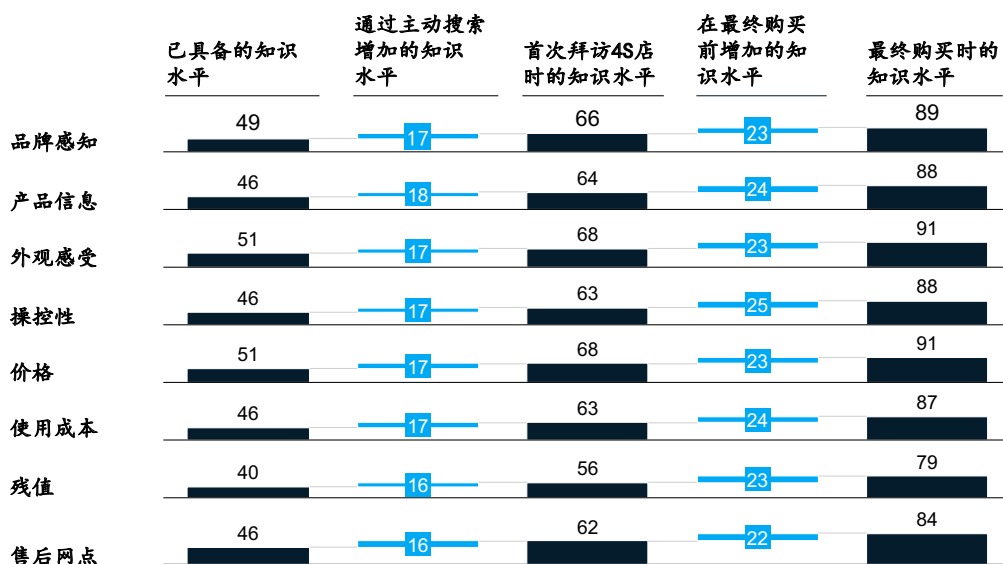 已具备的知识
水平
通过主动搜索
增加的知识
水平
首次拜访4S店
时的知识水平
在最终购买
前增加的知
识水平
最终购买时的
知识水平
品牌感知 49 17 66 23 89
产品信息 46 18 64 24 88
外观感受 51 17 68 23 91
操控性 46 17 63 25 88
价格 51 17 68 23 91
使用成本 46 17 63 24 87
残值 40 16 56 23 79
售后网点 46 16 62 22 84